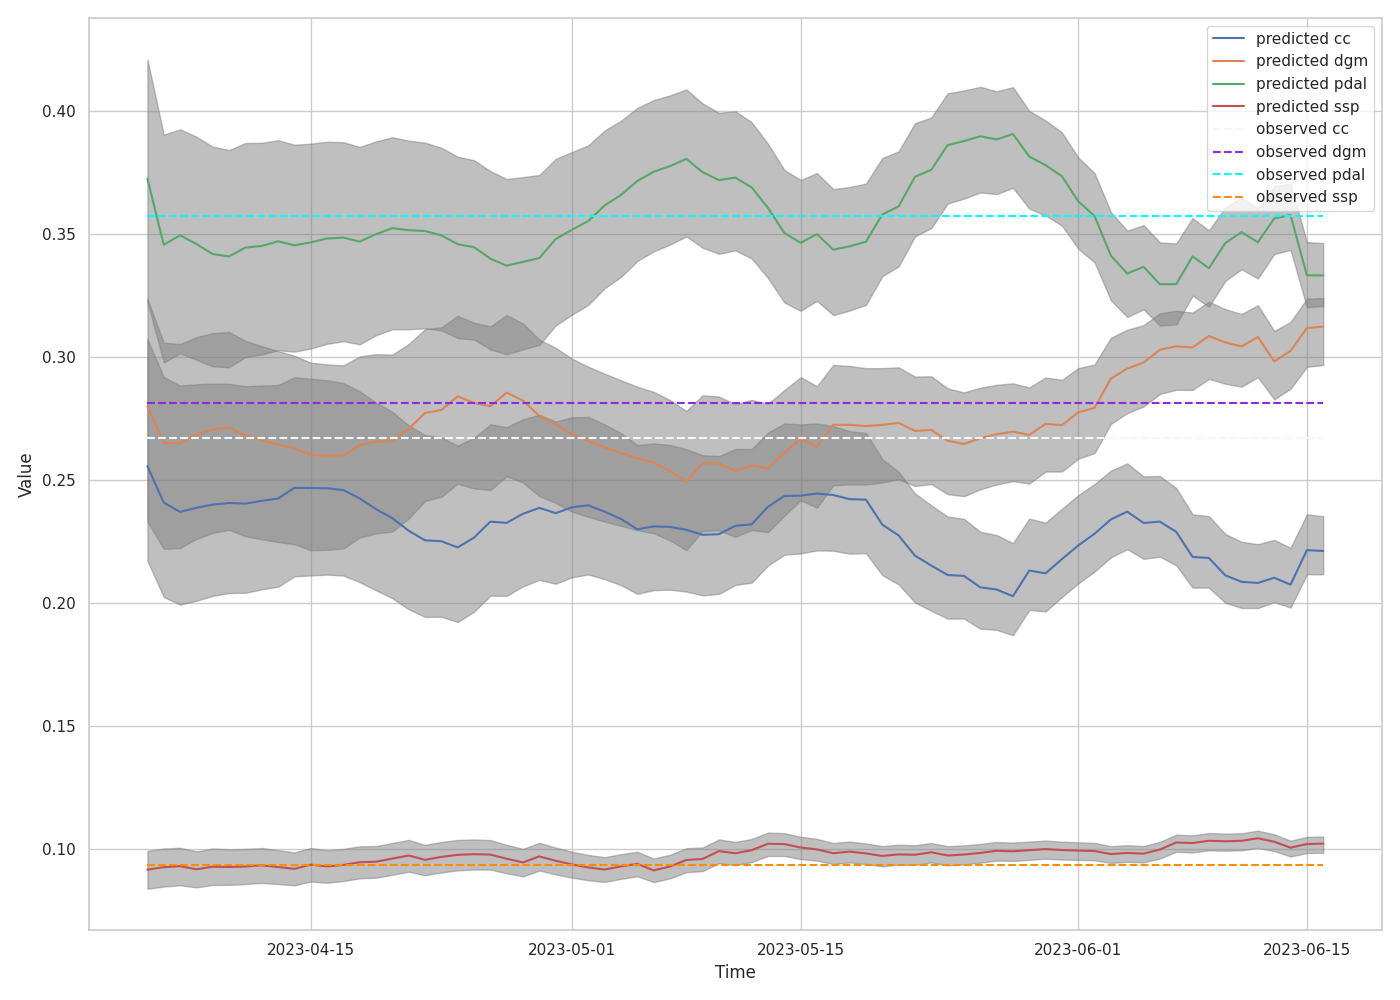 predicted cc
predicted dgm
predicted pdal
predicted ssp
observed cc
observed dgm
observed pdal
observed ssp
0.40
0.35
0.30
0.25
0.20
0.15
0.10
Value
2023-04-15
2023-05-01
2023-05-15
2023-06-01
2023-06-15
Time